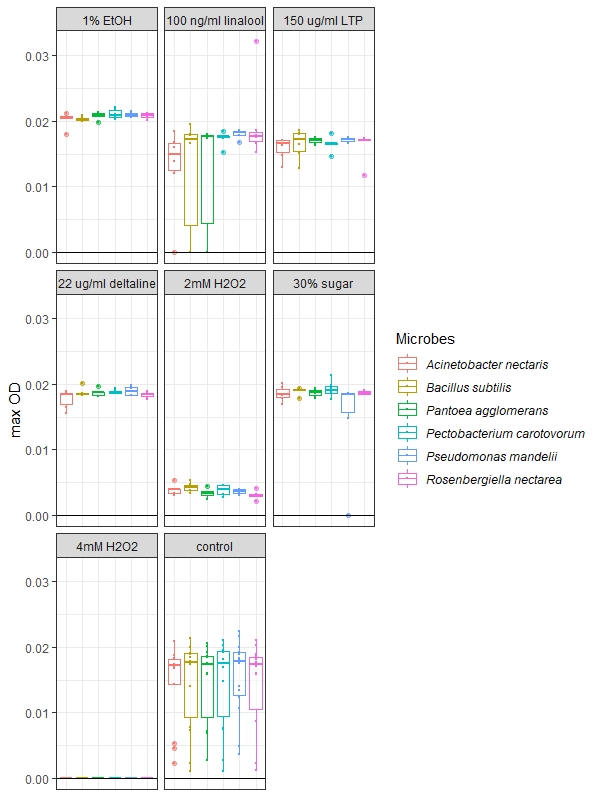 1% EtOH
100 ng/ml linalool
150 ug/ml LTP
0.03
0.02
0.01
0.00
22 ug/ml deltaline
2mM H2O2
30% sugar
0.03
0.02
0.01
0.00
max OD
4mM H2O2
control
0.03
0.02
0.01
0.00
Microbes
Acinetobacter nectaris
Bacillus subtilis
Pantoea agglomerans
Pectobacterium carotovorum
Pseudomonas mandelii
Rosenbergiella nectarea